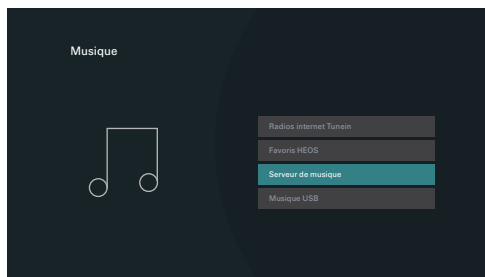 Musique
Radios internet Tunein
Favoris HEOS
Serveur de musique
Musique USB